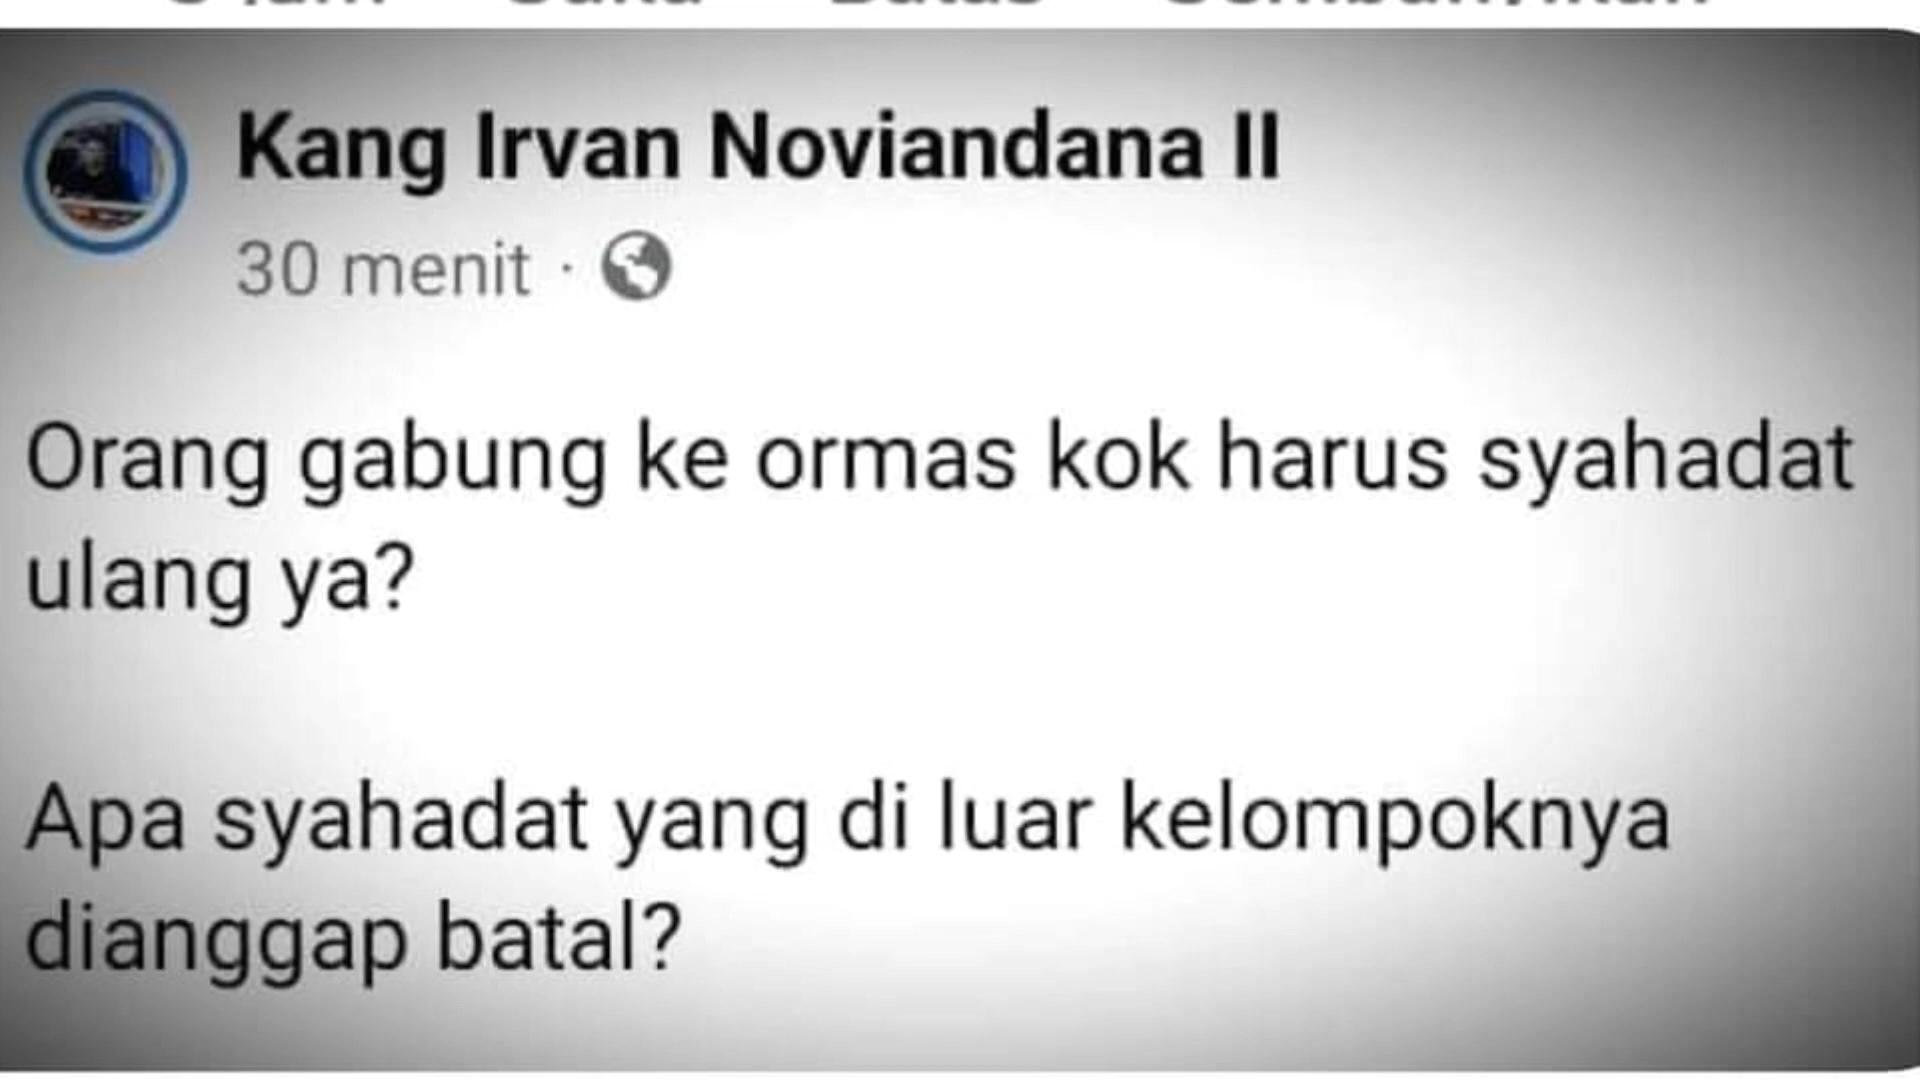 Kang Irvan Noviandana II
30 menit ·
Orang gabung ke ormas kok harus syahadat
ulang ya?
Apa syahadat yang di luar kelompoknya
dianggap batal?